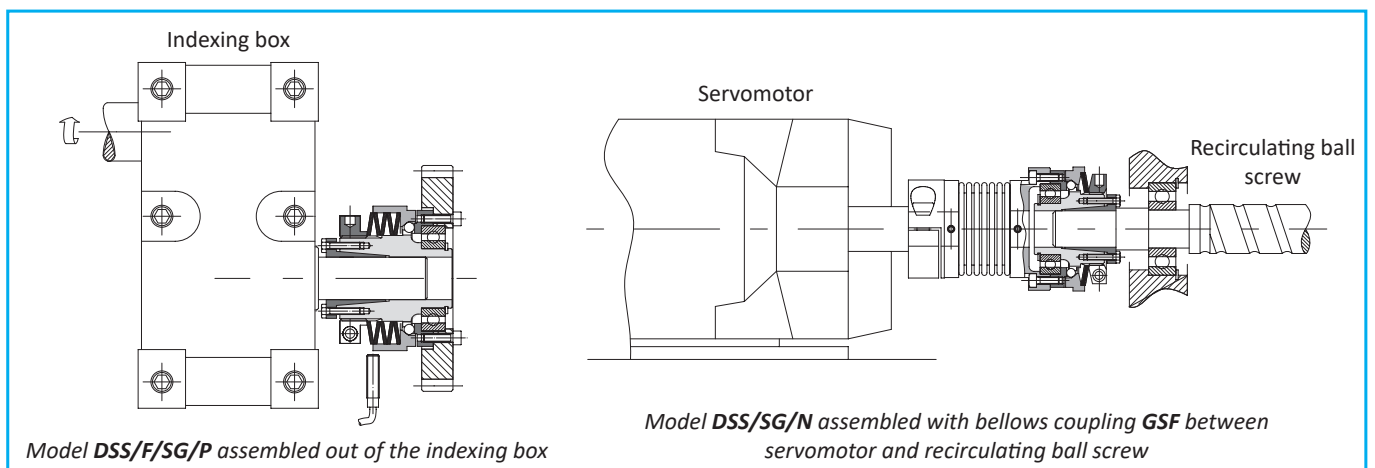 Indexing box
Servomotor
Recirculating ball
screw
Model DSS/F/SG/P assembled out of the indexing box
Model DSS/SG/N assembled with bellows coupling GSF between
servomotor and recirculating ball screw